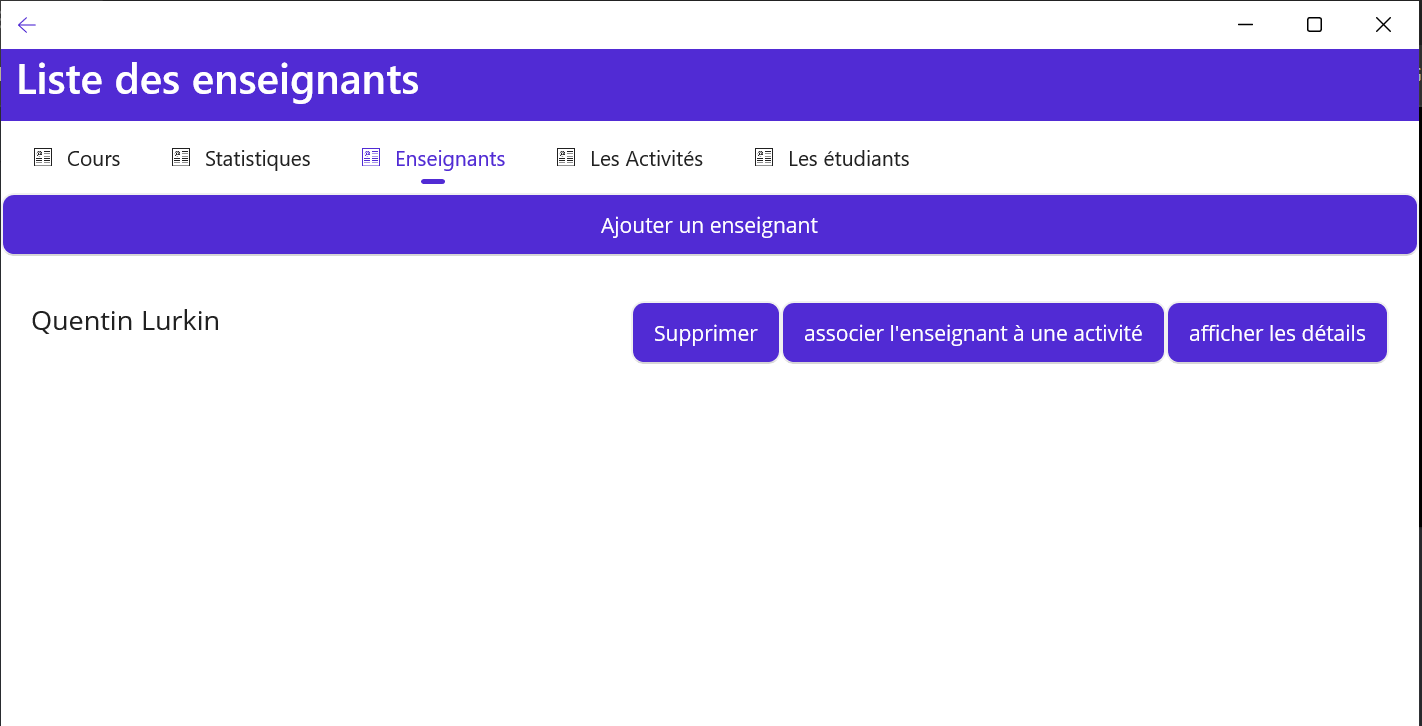 Liste des enseignants
Cours Statistiques Enseignants Les Activités Les étudiants
Ajouter un enseignant
Quentin Lurkin Supprimer associer l'enseignant à une activité afficher les détails